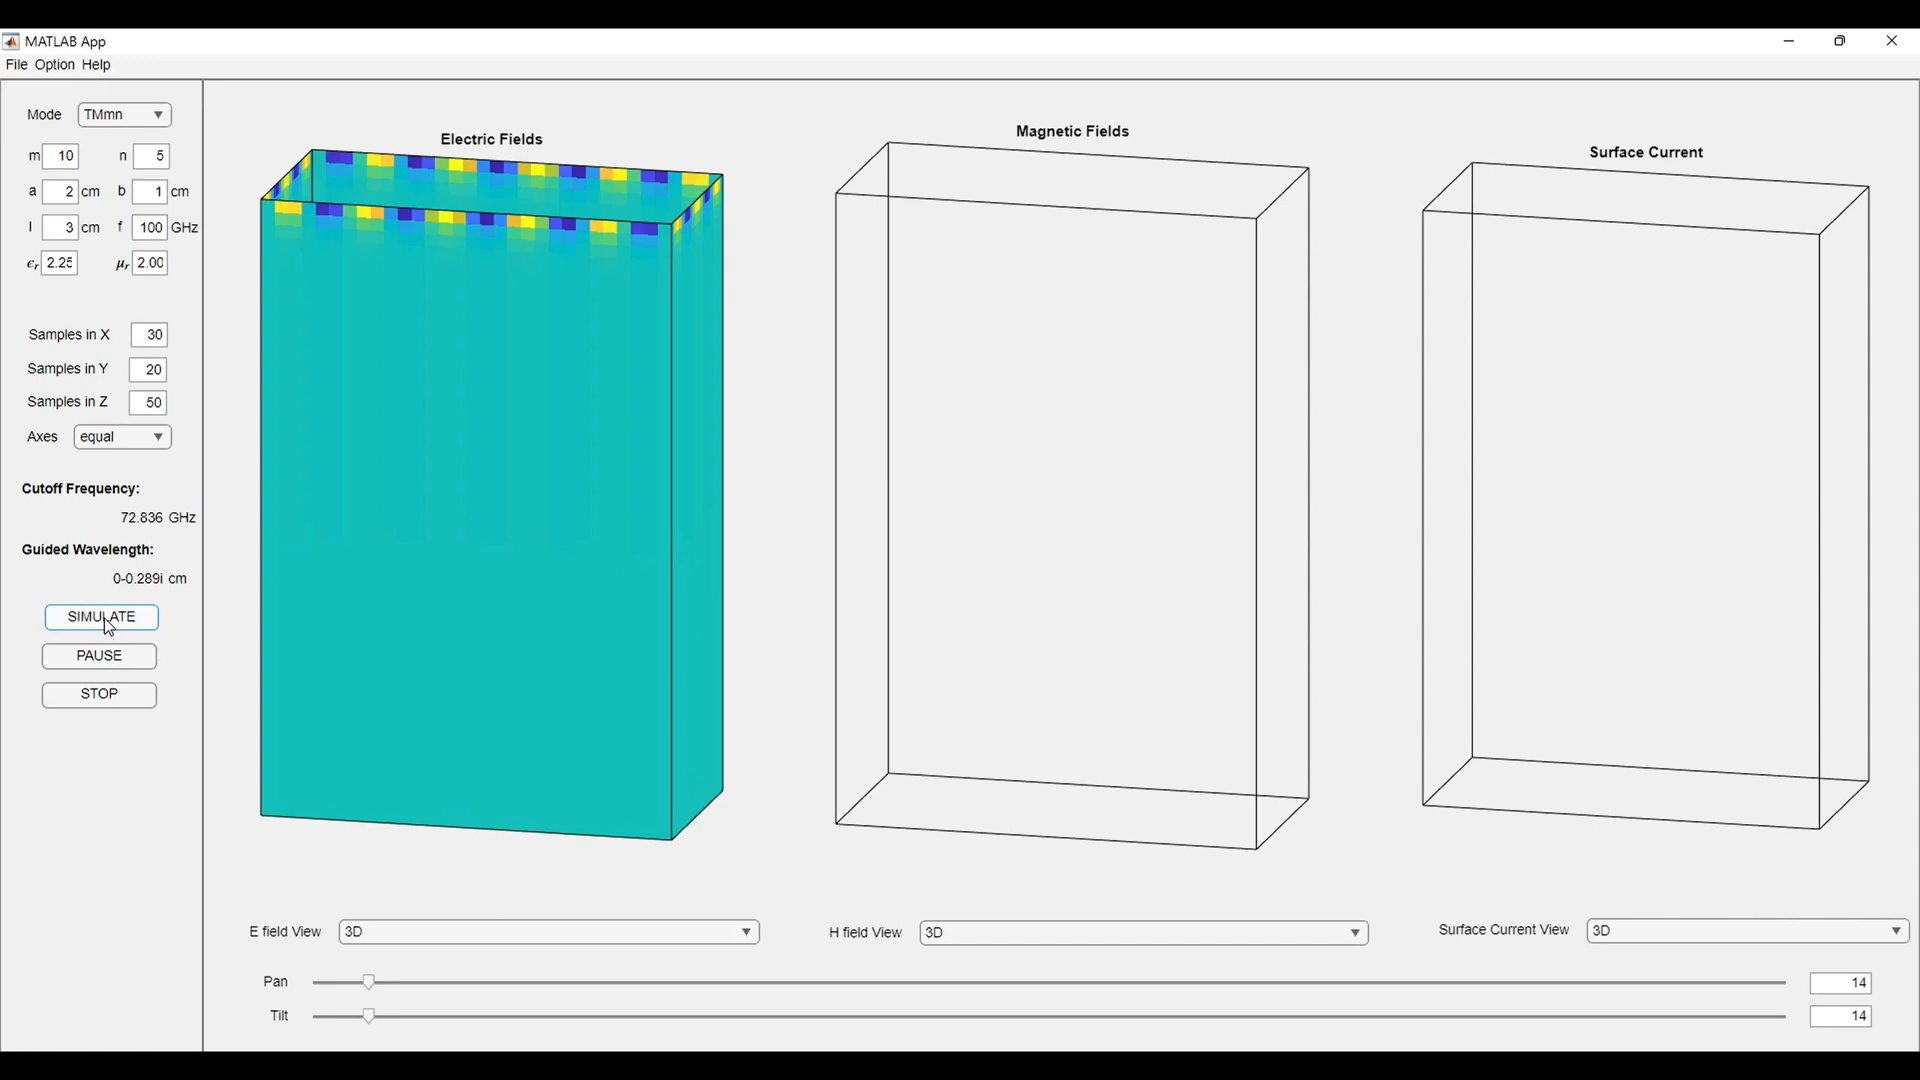 MATLAB App
File Option Help
Mode TMmn
m 10 n 5
a 2 cm b 1 cm
l 3 cm f 100 GHz
ϵr 2.25 μr 2.00
Samples in X 30
Samples in Y 20
Samples in Z 50
Axes equal
Cutoff Frequency:
72.836 GHz
Guided Wavelength:
0-0.289i cm
SIMULATE
PAUSE
STOP
Electric Fields
Magnetic Fields
Surface Current
E field View 3D
H field View 3D
Surface Current View 3D
Pan 14
Tilt 14